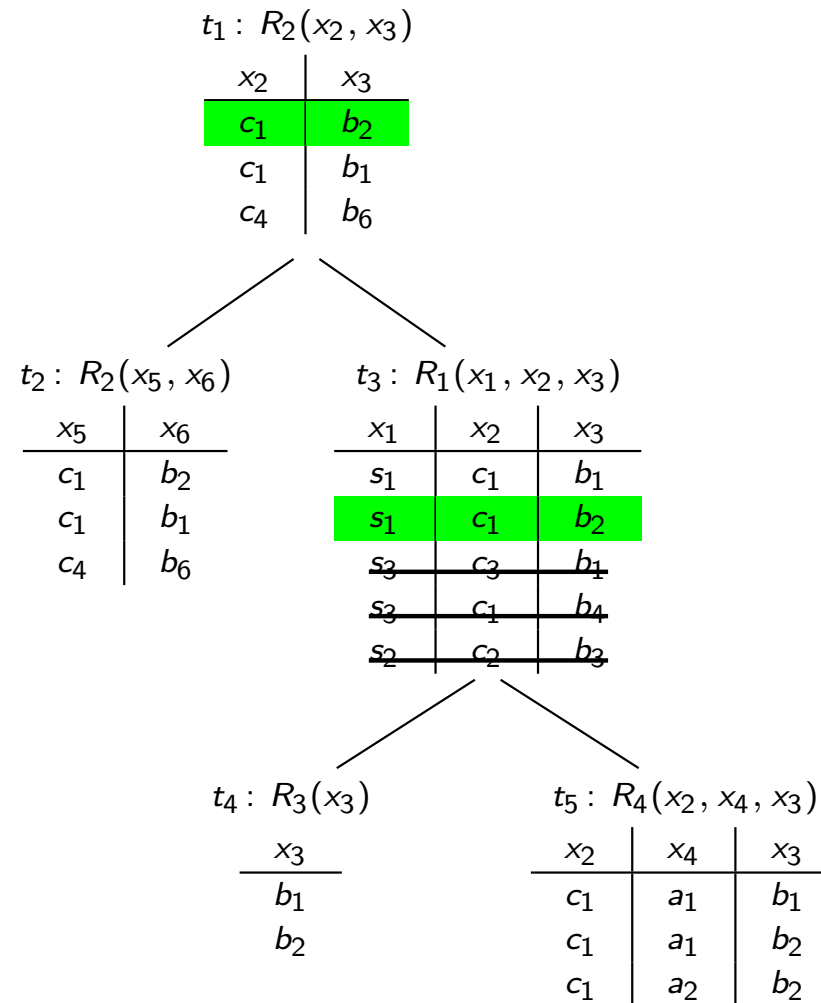 t₁ : R₂(x₂, x₃)
x₂ x₃
c₁ b₂
c₁ b₁
c₄ b₆
t₂ : R₂(x₅, x₆)
x₅ x₆
c₁ b₂
c₁ b₁
c₄ b₆
t₃ : R₁(x₁, x₂, x₃)
x₁ x₂ x₃
s₁ c₁ b₁
s₁ c₁ b₂
s₃ c₃ b₁
s₃ c₁ b₄
s₂ c₂ b₃
t₄ : R₃(x₃)
x₃
b₁
b₂
t₅ : R₄(x₂, x₄, x₃)
x₂ x₄ x₃
c₁ a₁ b₁
c₁ a₁ b₂
c₁ a₂ b₂